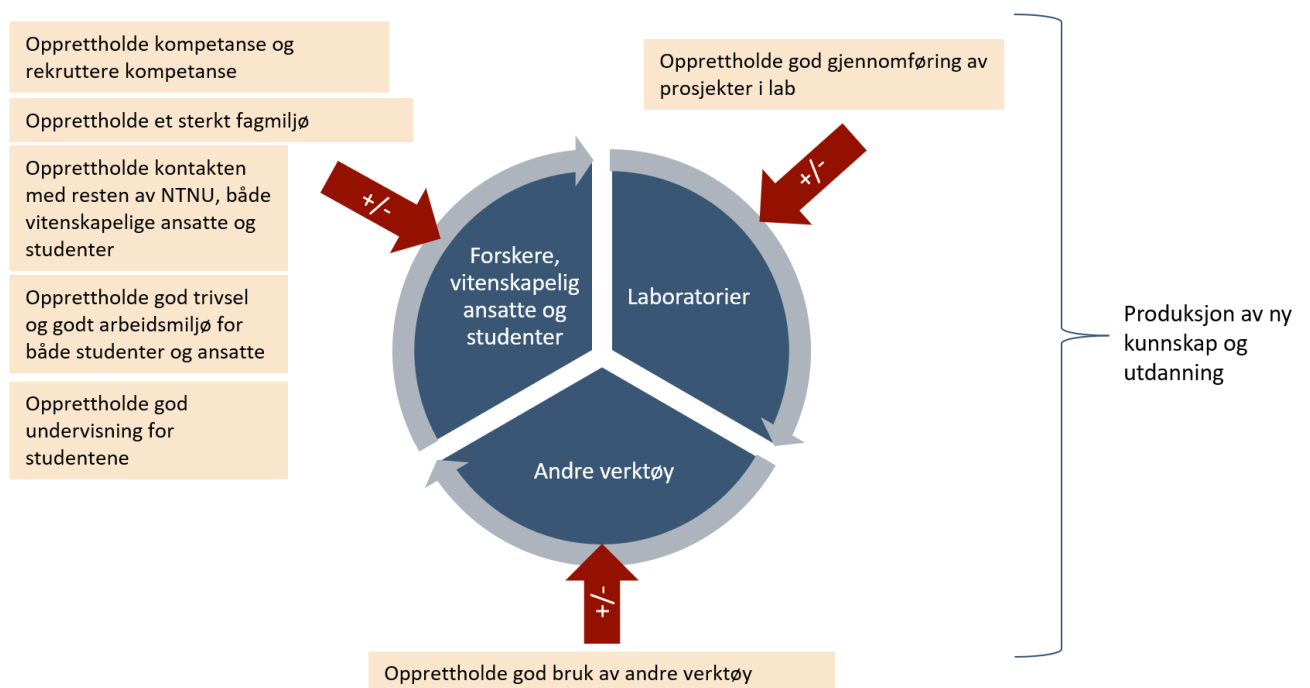 Opprettholde kompetanse og
rekruttere kompetanse
Opprettholde et sterkt fagmiljø
Opprettholde kontakten
med resten av NTNU, både
vitenskapelige ansatte og
studenter
Opprettholde god trivsel
og godt arbeidsmiljø for
både studenter og ansatte
Opprettholde god
undervisning for
studentene
+/-
Forskere,
vitenskapelig
ansatte og
studenter
Opprettholde god gjennomføring av
prosjekter i lab
+/-
Laboratorier
Andre verktøy
+/-
Opprettholde god bruk av andre verktøy
Produksjon av ny
kunnskap og
utdanning